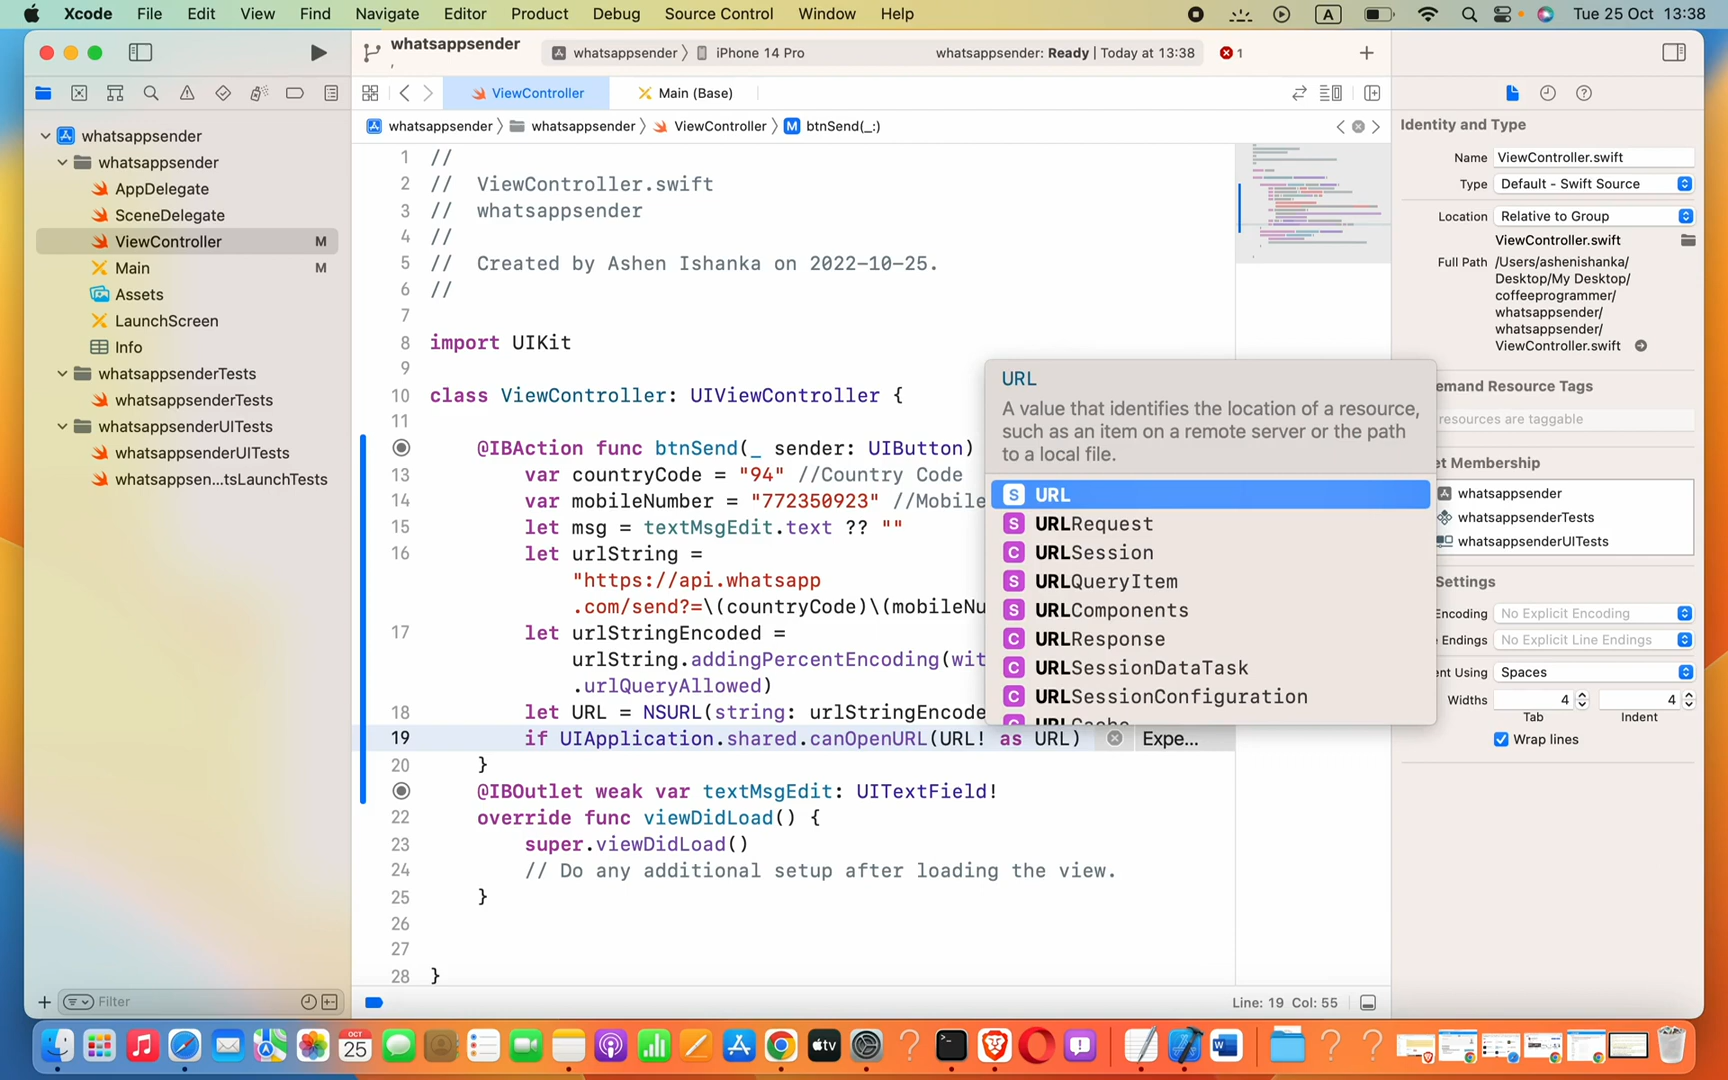 Xcode File Edit View Find Navigate Editor Product Debug Source Control Window Help A Tue 25 Oct 13:38
whatsappsender whatsappsender 〉 iPhone 14 Pro whatsappsender: Ready | Today at 13:38 1
ViewController Main (Base)
whatsappsender 〉 whatsappsender 〉 ViewController 〉 M btnSend(_:)
whatsappsender
whatsappsender
AppDelegate
SceneDelegate
ViewController M
Main M
Assets
LaunchScreen
Info
whatsappsenderTests
whatsappsenderTests
whatsappsenderUITests
whatsappsenderUITests
whatsappsen...tsLaunchTests
Filter
1 //
2 // ViewController.swift
3 // whatsappsender
4 //
5 // Created by Ashen Ishanka on 2022-10-25.
6 //
7
8 import UIKit
9
10 class ViewController: UIViewController {
11
@IBAction func btnSend(_ sender: UIButton)
13 var countryCode = "94" //Country Code
14 var mobileNumber = "772350923" //Mobile
15 let msg = textMsgEdit.text ?? ""
16 let urlString =
"https://api.whatsapp
.com/send?=\(countryCode)\(mobileNu
17 let urlStringEncoded =
urlString.addingPercentEncoding(wit
.urlQueryAllowed)
18 let URL = NSURL(string: urlStringEncode
19 if UIApplication.shared.canOpenURL(URL! as URL) Expe...
20 }
@IBOutlet weak var textMsgEdit: UITextField!
22 override func viewDidLoad() {
23 super.viewDidLoad()
24 // Do any additional setup after loading the view.
25 }
26
27
28 }
URL
A value that identifies the location of a resource,
such as an item on a remote server or the path
to a local file.
S URL
S URLRequest
C URLSession
S URLQueryItem
S URLComponents
C URLResponse
C URLSessionDataTask
C URLSessionConfiguration
C URLCache
Line: 19 Col: 55
Identity and Type
Name ViewController.swift
Type Default - Swift Source
Location Relative to Group
ViewController.swift
Full Path /Users/ashenishanka/
Desktop/My Desktop/
coffeeprogrammer/
whatsappsender/
whatsappsender/
ViewController.swift
emand Resource Tags
resources are taggable
et Membership
whatsappsender
whatsappsenderTests
whatsappsenderUITests
Settings
Encoding No Explicit Encoding
e Endings No Explicit Line Endings
ent Using Spaces
Widths 4 4
Tab Indent
Wrap lines
OCT
25
tv
W